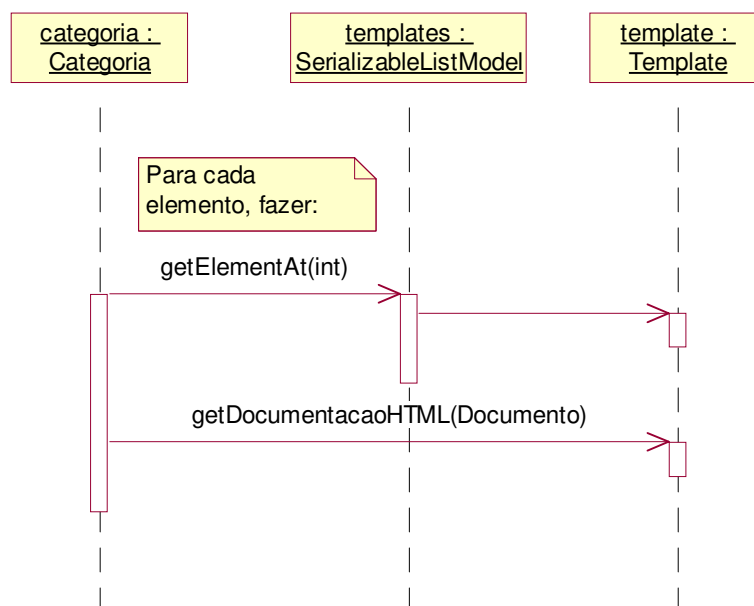 categoria :
Categoria
templates :
SerializableListModel
template :
Template
Para cada
elemento, fazer:
getElementAt(int)
getDocumentacaoHTML(Documento)